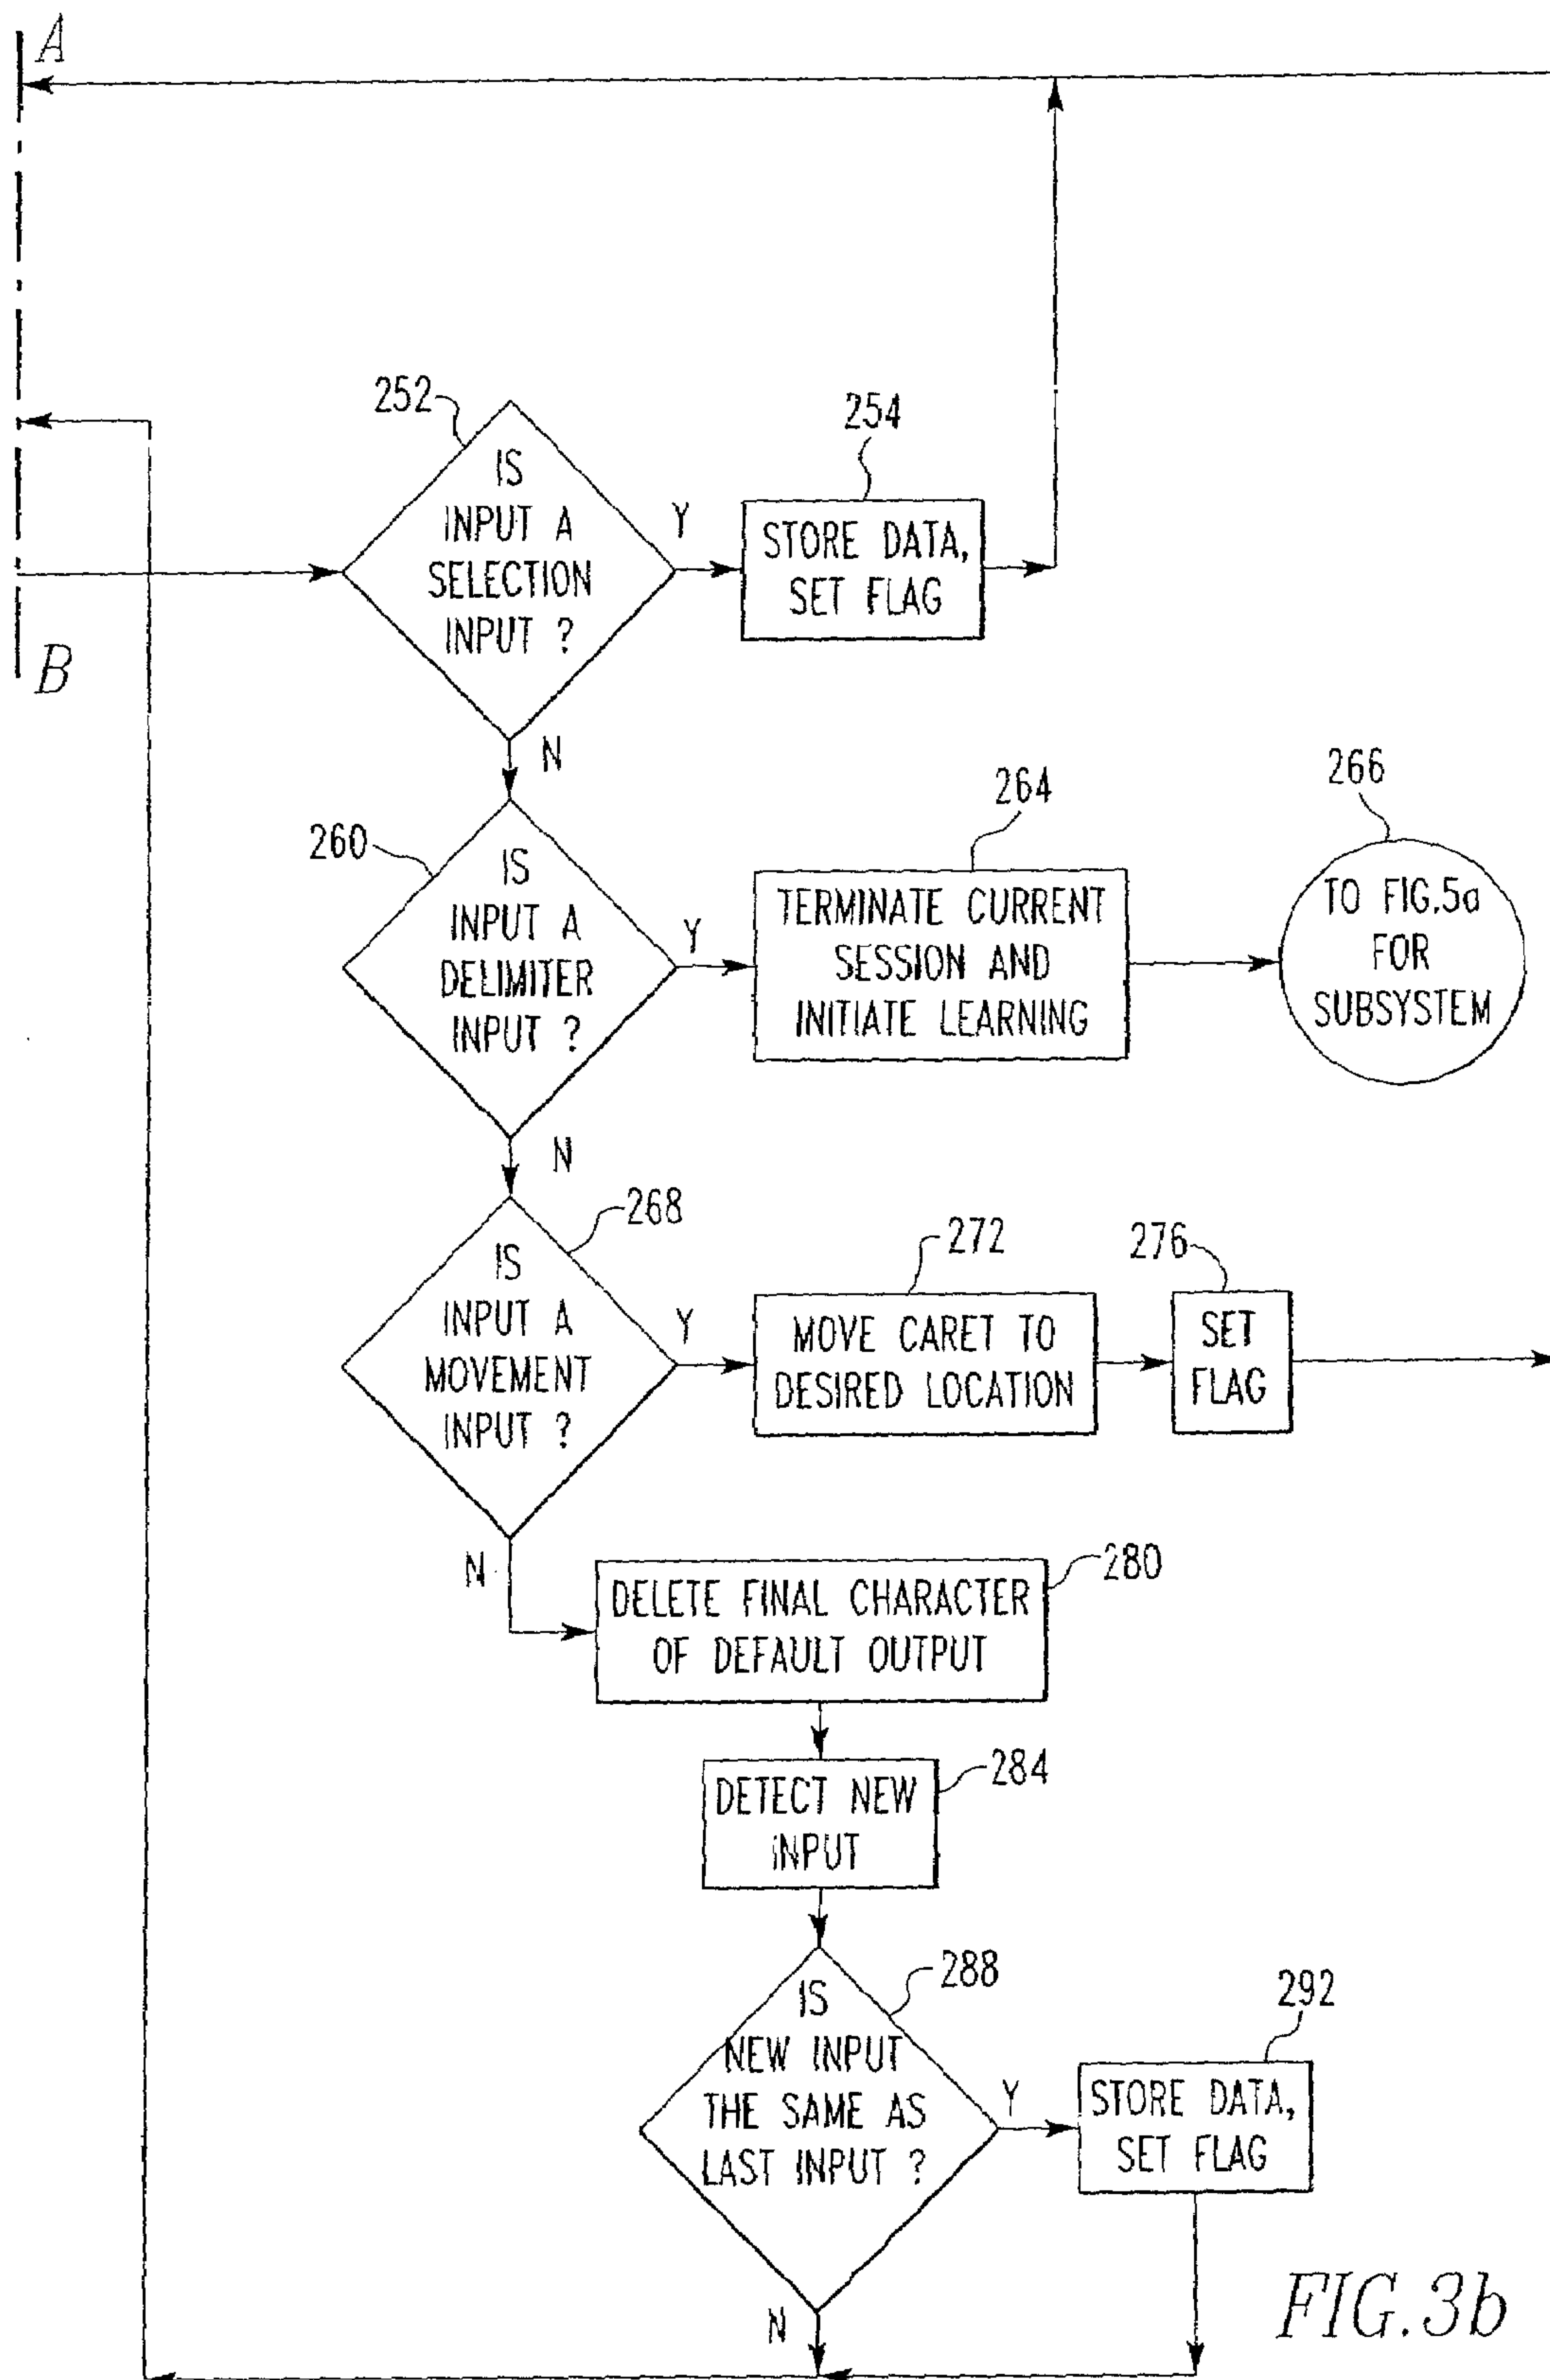 A
252
IS
INPUT A
SELECTION
INPUT ?
Y
254
STORE DATA,
SET FLAG
B
N
260
IS
INPUT A
DELIMITER
INPUT ?
Y
264
TERMINATE CURRENT
SESSION AND
INITIATE LEARNING
266
TO FIG.5a
FOR
SUBSYSTEM
N
268
IS
INPUT A
MOVEMENT
INPUT ?
Y
272
MOVE CARET TO
DESIRED LOCATION
276
SET
FLAG
N
280
DELETE FINAL CHARACTER
OF DEFAULT OUTPUT
284
DETECT NEW
INPUT
288
IS
NEW INPUT
THE SAME AS
LAST INPUT ?
Y
292
STORE DATA,
SET FLAG
N
FIG.3b